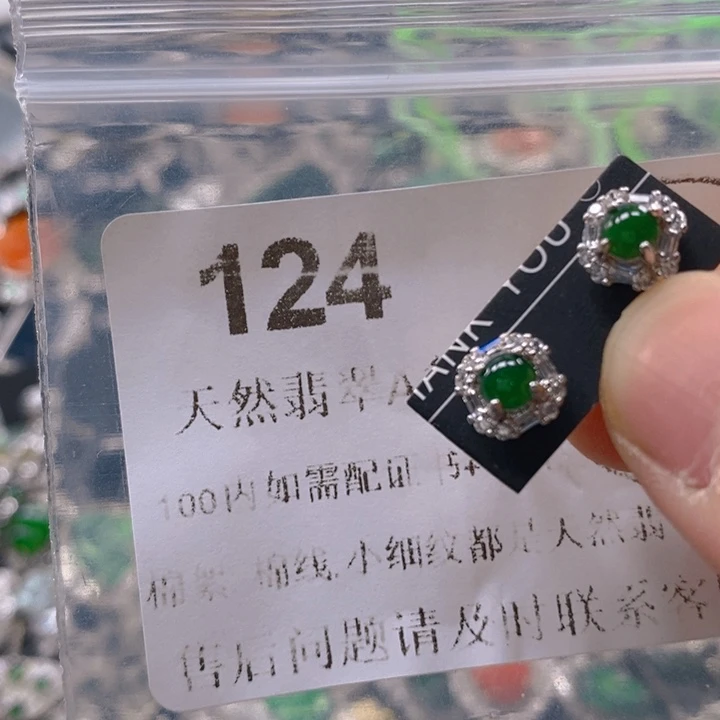 124
天然翡翠A
100内如需配证
棉絮 棉线 小细纹都是天然翡
售后问题请及时联系客
THANK YOU